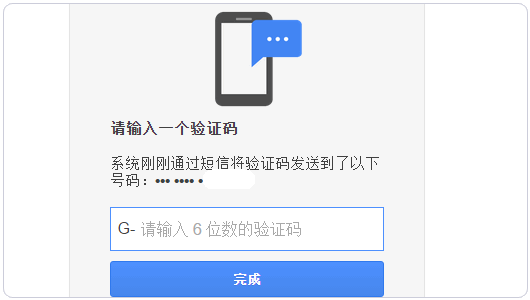 请输入一个验证码
系统刚刚通过短信将验证码发送到了以下
号码：••• •••• •
G- 请输入 6 位数的验证码
完成